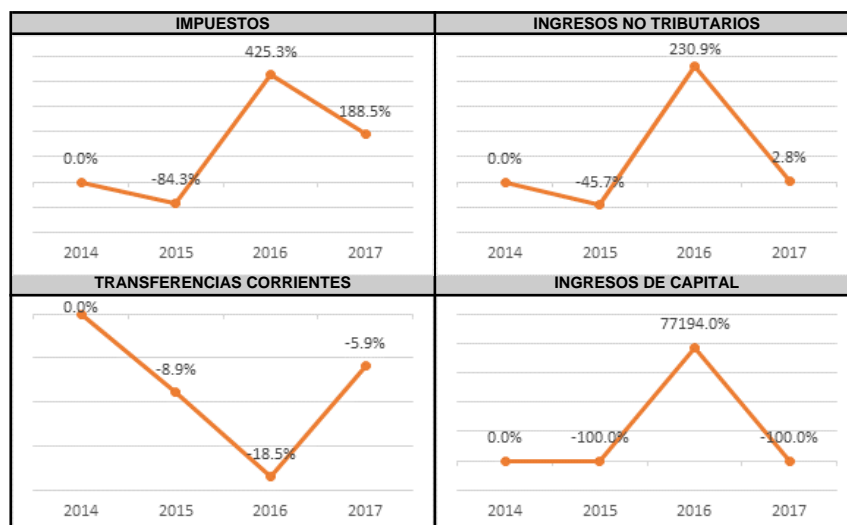 IMPUESTOS
425.3%
188.5%
0.0%
-84.3%
2014 2015 2016 2017
INGRESOS NO TRIBUTARIOS
230.9%
0.0%
2.8%
-45.7%
2014 2015 2016 2017
TRANSFERENCIAS CORRIENTES
0.0%
-5.9%
-8.9%
-18.5%
2014 2015 2016 2017
INGRESOS DE CAPITAL
77194.0%
0.0% -100.0% -100.0%
2014 2015 2016 2017